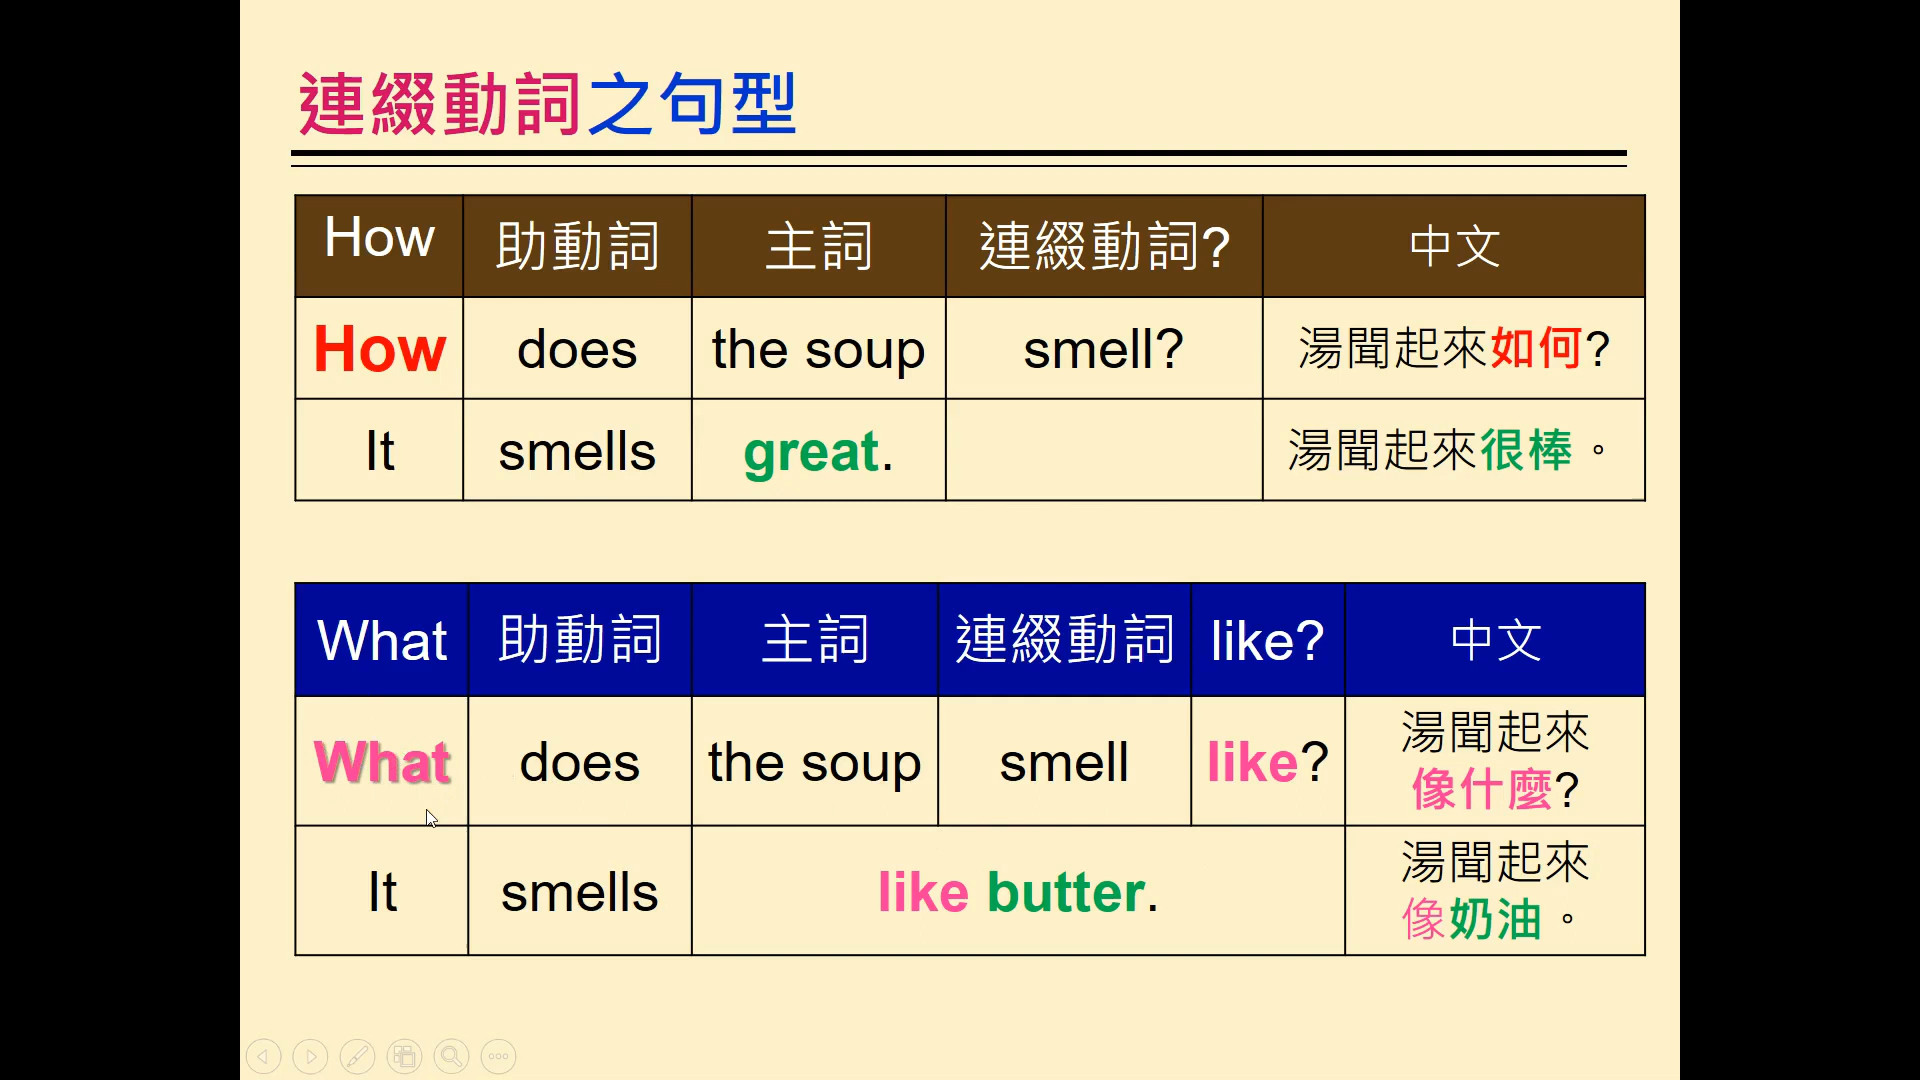 連綴動詞之句型
How 助動詞 主詞 連綴動詞? 中文
How does the soup smell? 湯聞起來如何?
It smells great. 湯聞起來很棒。
What 助動詞 主詞 連綴動詞 like? 中文
What does the soup smell like? 湯聞起來
像什麼?
It smells like butter. 湯聞起來
像奶油。